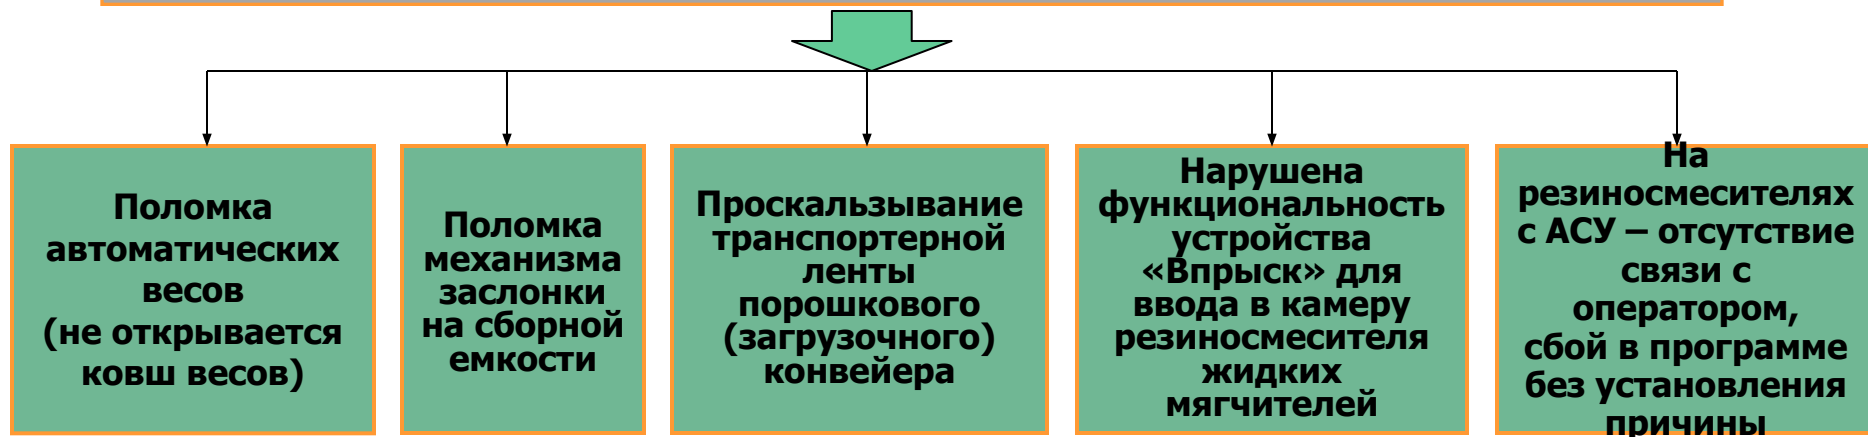 Поломка
автоматических
весов
(не открывается
ковш весов)
Поломка
механизма
заслонки
на сборной
емкости
Проскальзывание
транспортерной
ленты
порошкового
(загрузочного)
конвейера
Нарушена
функциональность
устройства
«Впрыск» для
ввода в камеру
резиносмесителя
жидких
мягчителей
На
резиносмесителях
с АСУ – отсутствие
связи с
оператором,
сбой в программе
без установления
причины